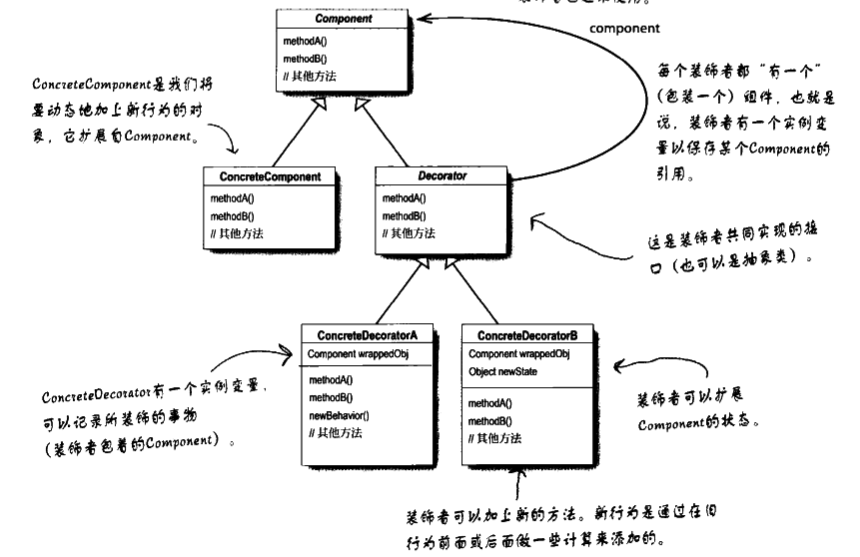 Component
methodA()
methodB()
// 其他方法
component
每个装饰者都“有一个”
（包装一个）组件，也就是
说，装饰者有一个实例变
量以保存某个Component的
引用。
ConcreteComponent是我们将
要动态地加上新行为的对
象，它扩展自Component。
ConcreteComponent
methodA()
methodB()
// 其他方法
Decorator
methodA()
methodB()
// 其他方法
这是装饰者共同实现的接
口（也可以是抽象类）。
ConcreteDecoratorA
Component wrappedObj
methodA()
methodB()
newBehavior()
// 其他方法
ConcreteDecoratorB
Component wrappedObj
Object newState
methodA()
methodB()
// 其他方法
ConcreteDecorator有一个实例变量，
可以记录所装饰的事物
（装饰者包着的Component）。
装饰者可以扩展
Component的状态。
装饰者可以加上新的方法。新行为是通过在旧
行为前面或后面做一些计算来添加的。